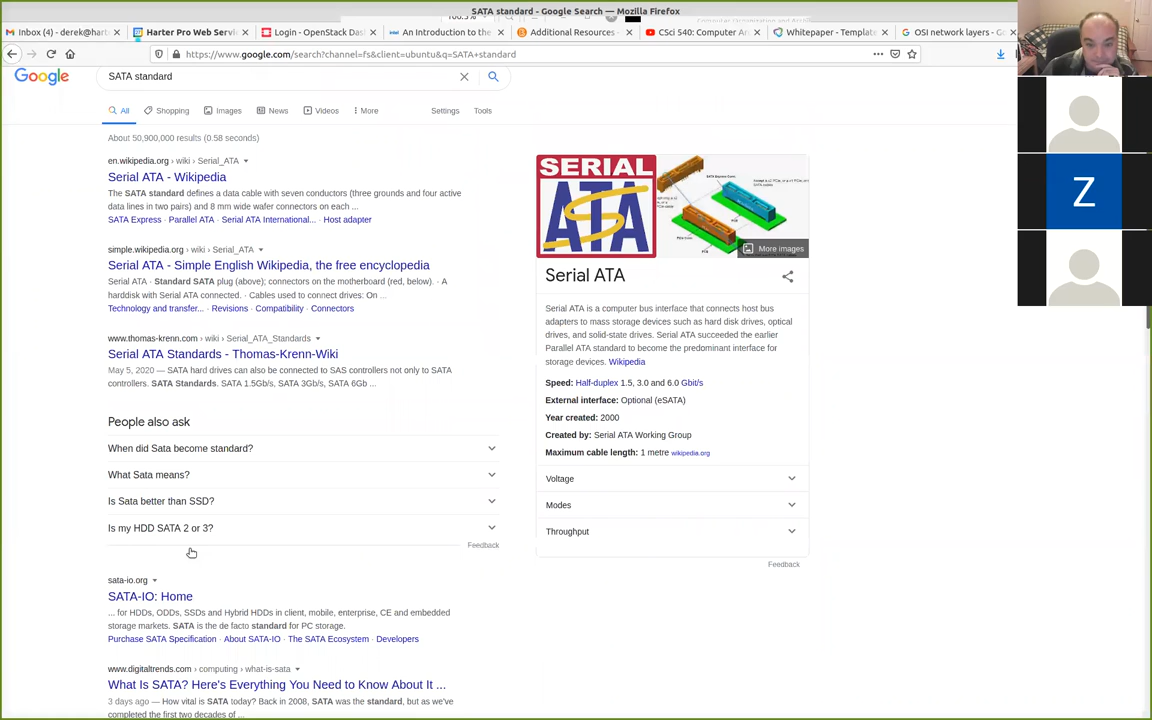 SATA standard - Google Search — Mozilla Firefox
Inbox (4) - derek@hart
Harter Pro Web Servic
Login - OpenStack Das
An Introduction to the
Additional Resources -
CSci 540: Computer An
Whitepaper - Template
OSI network layers - Go
https://www.google.com/search?channel=fs&client=ubuntu&q=SATA+standard
Google
SATA standard
All
Shopping
Images
News
Videos
More
Settings
Tools
About 50,900,000 results (0.58 seconds)
en.wikipedia.org › wiki › Serial_ATA
Serial ATA - Wikipedia
The SATA standard defines a data cable with seven conductors (three grounds and four active
data lines in two pairs) and 8 mm wide wafer connectors on each ...
SATA Express · Parallel ATA · Serial ATA International... · Host adapter
simple.wikipedia.org › wiki › Serial_ATA
Serial ATA - Simple English Wikipedia, the free encyclopedia
Serial ATA · Standard SATA plug (above); connectors on the motherboard (red, below). · A
harddisk with Serial ATA connected. · Cables used to connect drives: On ...
Technology and transfer... · Revisions · Compatibility · Connectors
www.thomas-krenn.com › wiki › Serial_ATA_Standards
Serial ATA Standards - Thomas-Krenn-Wiki
May 5, 2020 — SATA hard drives can also be connected to SAS controllers not only to SATA
controllers. SATA Standards. SATA 1.5Gb/s, SATA 3Gb/s, SATA 6Gb ...
People also ask
When did Sata become standard?
What Sata means?
Is Sata better than SSD?
Is my HDD SATA 2 or 3?
Feedback
sata-io.org
SATA-IO: Home
... for HDDs, ODDs, SSDs and Hybrid HDDs in client, mobile, enterprise, CE and embedded
storage markets. SATA is the de facto standard for PC storage.
Purchase SATA Specification · About SATA-IO · The SATA Ecosystem · Developers
www.digitaltrends.com › computing › what-is-sata
What Is SATA? Here's Everything You Need to Know About It ...
3 days ago — How vital is SATA today? Back in 2008, SATA was the standard, but as we've
completed the first two decades of ...
SERIAL
ATA
More images
Serial ATA
Serial ATA is a computer bus interface that connects host bus
adapters to mass storage devices such as hard disk drives, optical
drives, and solid-state drives. Serial ATA succeeded the earlier
Parallel ATA to become the predominant interface for
storage devices. Wikipedia
Speed: Half-duplex 1.5, 3.0 and 6.0 Gbit/s
External interface: Optional (eSATA)
Year created: 2000
Created by: Serial ATA Working Group
Maximum cable length: 1 metre wikipedia.org
Voltage
Modes
Throughput
Feedback
Z